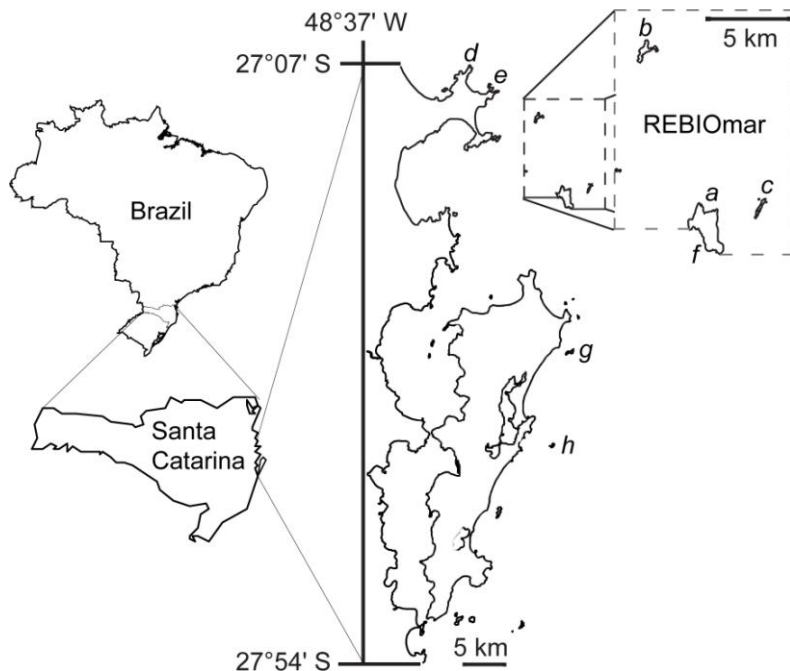 48°37' W
27°07' S
d
e
b
5 km
REBIOmar
a
c
f
Brazil
g
h
Santa
Catarina
27°54' S
5 km